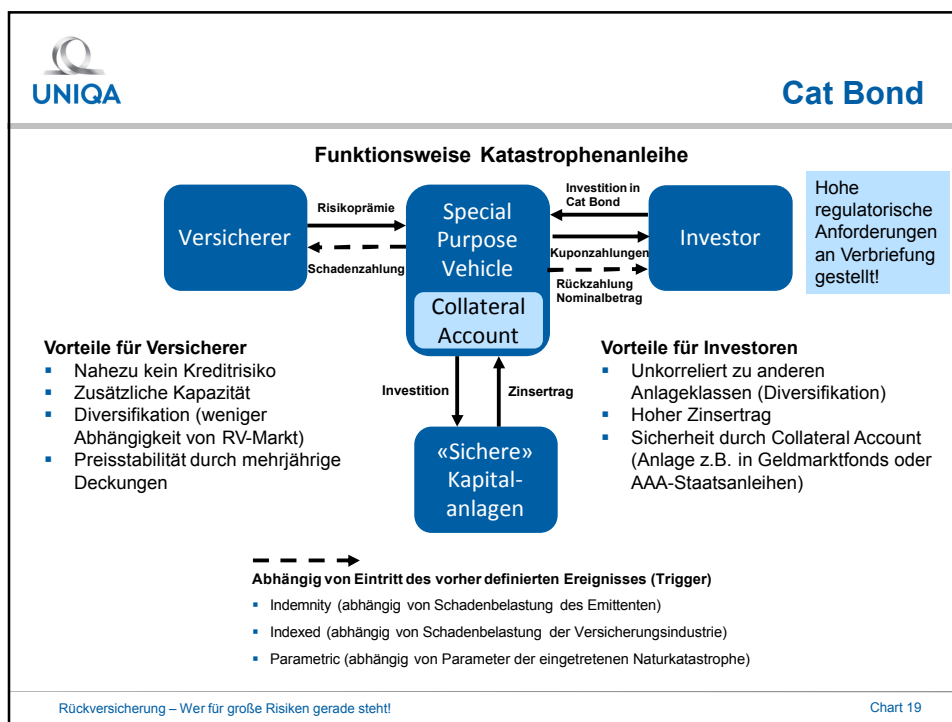 UNIQA
Cat Bond
Funktionsweise Katastrophenanleihe
Versicherer
Risikoprämie
Schadenzahlung
Special
Purpose
Vehicle
Collateral
Account
Investition in
Cat Bond
Kuponzahlungen
Rückzahlung
Nominalbetrag
Investor
Hohe
regulatorische
Anforderungen
an Verbriefung
gestellt!
Vorteile für Versicherer
▪ Nahezu kein Kreditrisiko
▪ Zusätzliche Kapazität
▪ Diversifikation (weniger
Abhängigkeit von RV-Markt)
▪ Preisstabilität durch mehrjährige
Deckungen
Investition
Zinsertrag
«Sichere»
Kapital-
anlagen
Vorteile für Investoren
▪ Unkorreliert zu anderen
Anlageklassen (Diversifikation)
▪ Hoher Zinsertrag
▪ Sicherheit durch Collateral Account
(Anlage z.B. in Geldmarktfonds oder
AAA-Staatsanleihen)
Abhängig von Eintritt des vorher definierten Ereignisses (Trigger)
▪ Indemnity (abhängig von Schadenbelastung des Emittenten)
▪ Indexed (abhängig von Schadenbelastung der Versicherungsindustrie)
▪ Parametric (abhängig von Parameter der eingetretenen Naturkatastrophe)
Rückversicherung – Wer für große Risiken gerade steht!
Chart 19